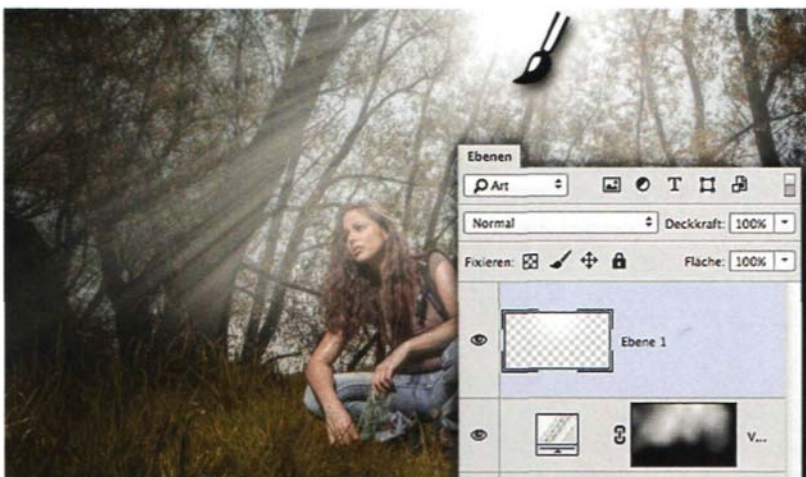 Ebenen
Art
Normal Deckkraft: 100%
Fixieren: Fläche: 100%
Ebene 1
V...